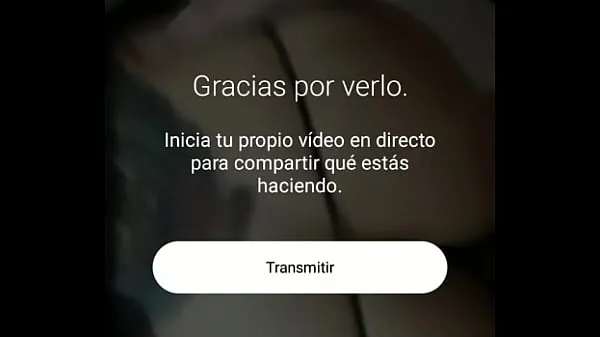 Gracias por verlo.
Inicia tu propio vídeo en directo
para compartir qué estás
haciendo.
Transmitir